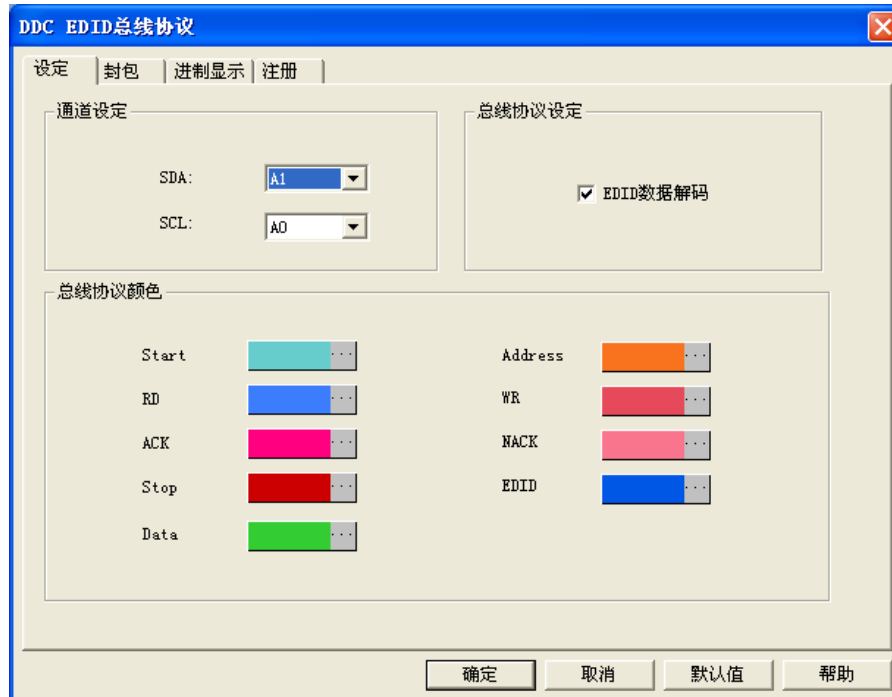 DDC EDID总线协议
设定 封包 进制显示 注册
通道设定 总线协议设定
SDA: A1
EDID数据解码
SCL: A0
总线协议颜色
Start ... Address ...
RD ... WR ...
ACK ... NACK ...
Stop ... EDID ...
Data ...
确定 取消 默认值 帮助